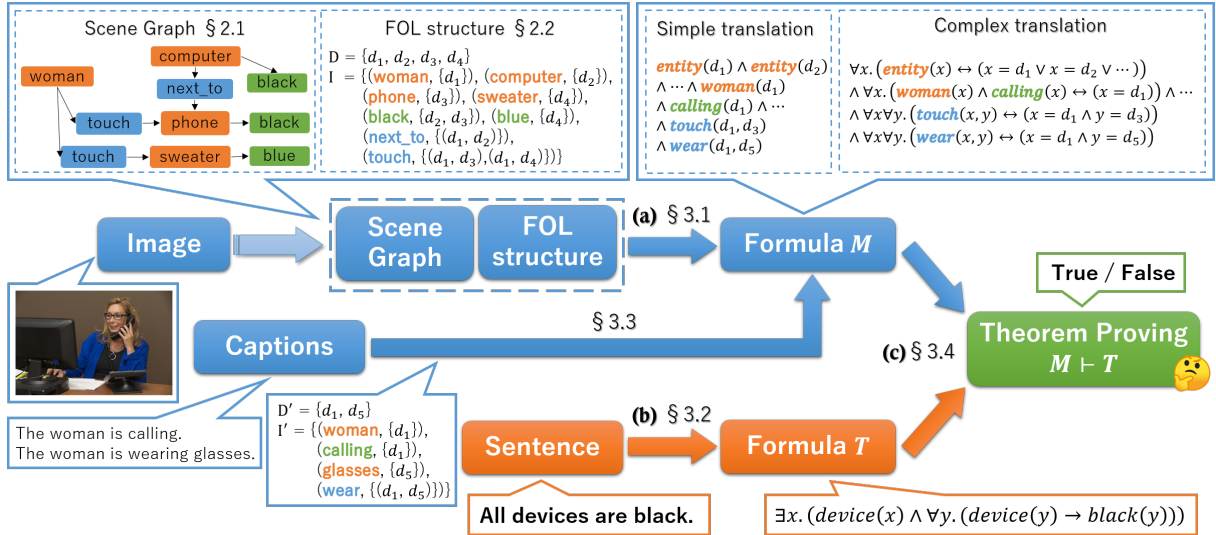 Scene Graph §2.1
computer
woman
black
next_to
touch
phone
black
touch
sweater
blue
FOL structure §2.2
D = {d₁, d₂, d₃, d₄}
I = {(woman, {d₁}), (computer, {d₂}),
(phone, {d₃}), (sweater, {d₄}),
(black, {d₂, d₃}), (blue, {d₄}),
(next_to, {(d₁, d₂)}),
(touch, {(d₁, d₃),(d₁, d₄)})}
Simple translation
entity(d₁) ∧ entity(d₂)
∧ ⋯ ∧ woman(d₁)
∧ calling(d₁) ∧ ⋯
∧ touch(d₁, d₃)
∧ wear(d₁, d₅)
Complex translation
∀x. (entity(x) ↔ (x = d₁ ∨ x = d₂ ∨ ⋯))
∧ ∀x. (woman(x) ∧ calling(x) ↔ (x = d₁)) ∧ ⋯
∧ ∀x∀y. (touch(x, y) ↔ (x = d₁ ∧ y = d₃))
∧ ∀x∀y. (wear(x, y) ↔ (x = d₁ ∧ y = d₅))
Image
Scene
Graph
FOL
structure
(a) §3.1
Formula M
True / False
Captions
§3.3
(c) §3.4
Theorem Proving
M ⊢ T
The woman is calling.
The woman is wearing glasses.
D′ = {d₁, d₅}
I′ = {(woman, {d₁}),
(calling, {d₁}),
(glasses, {d₅}),
(wear, {(d₁, d₅)})}
Sentence
(b) §3.2
Formula T
All devices are black.
∃x. (device(x) ∧ ∀y. (device(y) → black(y)))